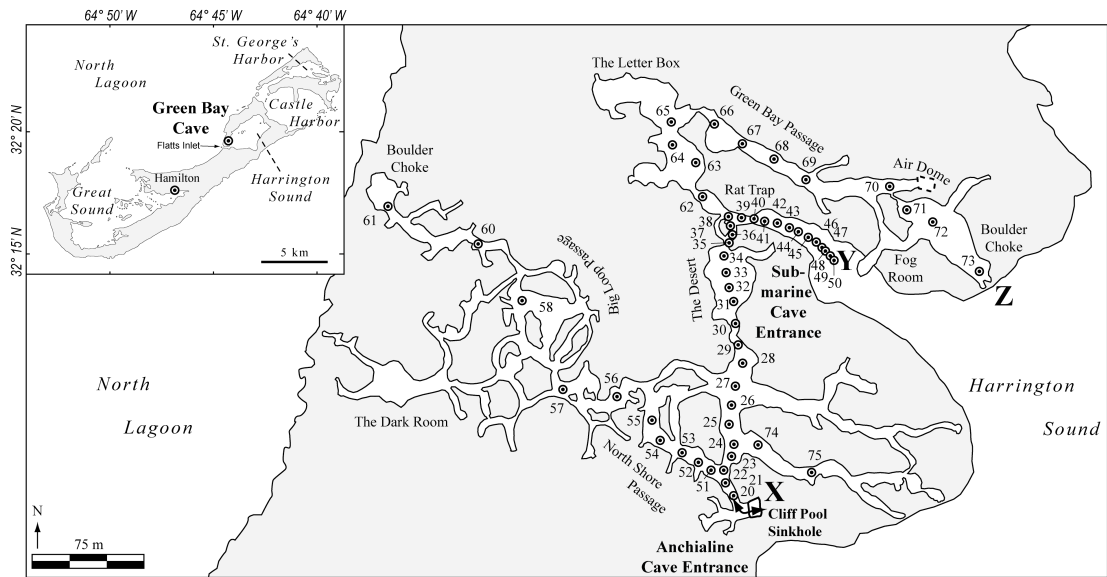 64° 50' W
64° 45' W
64° 40' W
32° 20' N
32° 15' N
St. George's
Harbor
North
Lagoon
Castle
Harbor
Green Bay
Cave
Flatts Inlet
Hamilton
Great
Sound
Harrington
Sound
5 km
The Letter Box
65
66
Green Bay Passage
67
68
69
64
63
Air Dome
70
71
72
Boulder
Choke
73
Z
Fog
Room
Boulder
Choke
61
60
62
Rat Trap
38
39
40
42
43
37
36
41
46
47
35
44
45
Y
48
49
50
34
33
32
31
The Desert
Sub-
marine
Cave
Entrance
Big Loop Passage
58
30
29
28
27
26
56
57
The Dark Room
55
25
54
24
74
53
23
75
52
22
51
21
20
North Shore
Passage
X
Cliff Pool
Sinkhole
Anchialine
Cave Entrance
North
Lagoon
Harrington
Sound
N
75 m